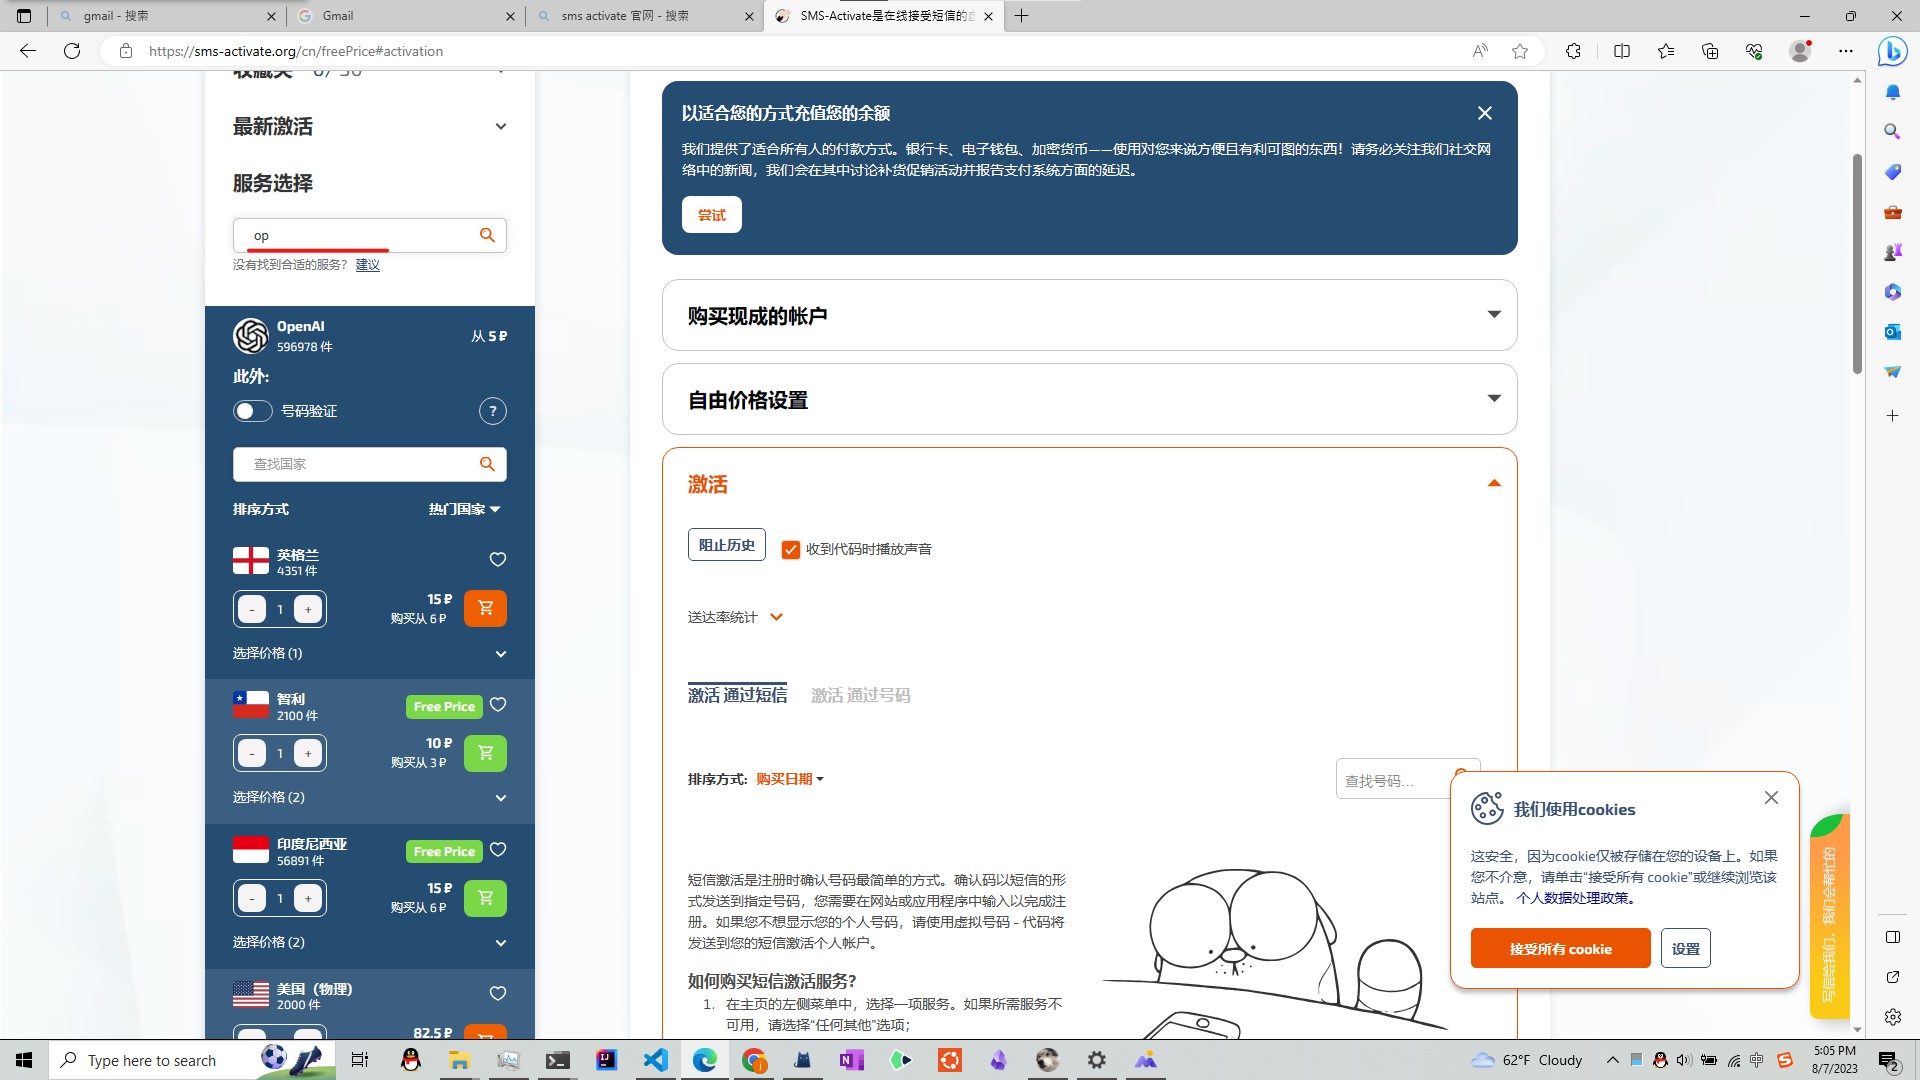 gmail - 搜索
Gmail
sms activate 官网 - 搜索
SMS-Activate是在线接受短信的
https://sms-activate.org/cn/freePrice#activation
最新激活
服务选择
op
没有找到合适的服务? 建议
OpenAI
596978 件
从 5 ₽
此外:
号码验证
?
查找国家
排序方式
热门国家
英格兰
4351 件
- 1 +
15 ₽
购买从 6 ₽
选择价格 (1)
智利
2100 件
Free Price
- 1 +
10 ₽
购买从 3 ₽
选择价格 (2)
印度尼西亚
56891 件
Free Price
- 1 +
15 ₽
购买从 6 ₽
选择价格 (2)
美国（物理)
2000 件
82.5 ₽
以适合您的方式充值您的余额
我们提供了适合所有人的付款方式。银行卡、电子钱包、加密货币——使用对您来说方便且有利可图的东西！请务必关注我们社交网
络中的新闻，我们会在其中讨论补货促销活动并报告支付系统方面的延迟。
尝试
购买现成的帐户
自由价格设置
激活
阻止历史
收到代码时播放声音
送达率统计
激活 通过短信
激活 通过号码
排序方式: 购买日期
查找号码...
短信激活是注册时确认号码最简单的方式。确认码以短信的形
式发送到指定号码，您需要在网站或应用程序中输入以完成注
册。如果您不想显示您的个人号码，请使用虚拟号码 - 代码将
发送到您的短信激活个人帐户。
如何购买短信激活服务?
1. 在主页的左侧菜单中，选择一项服务。如果所需服务不
可用，请选择“任何其他”选项；
我们使用cookies
这安全，因为cookie仅被存储在您的设备上。如果
您不介意，请单击“接受所有 cookie”或继续浏览该
站点。 个人数据处理政策。
接受所有 cookie
设置
写信给我们，我们会帮忙的
Type here to search
62°F Cloudy
中
5:05 PM
8/7/2023
2